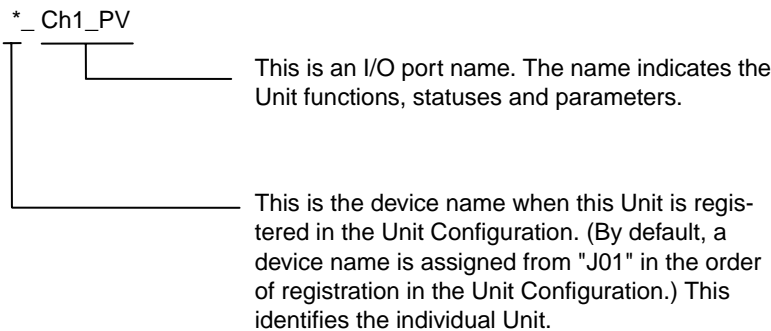 *_ Ch1_PV
This is an I/O port name. The name indicates the
Unit functions, statuses and parameters.
This is the device name when this Unit is regis-
tered in the Unit Configuration. (By default, a
device name is assigned from "J01" in the order
of registration in the Unit Configuration.) This
identifies the individual Unit.